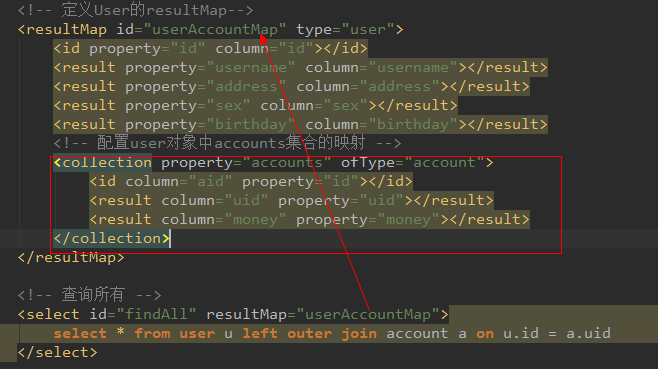 <!-- 定义User的resultMap-->
<resultMap id="userAccountMap" type="user">
<id property="id" column="id"></id>
<result property="username" column="username"></result>
<result property="address" column="address"></result>
<result property="sex" column="sex"></result>
<result property="birthday" column="birthday"></result>
<!-- 配置user对象中accounts集合的映射 -->
<collection property="accounts" ofType="account">
<id column="aid" property="id"></id>
<result column="uid" property="uid"></result>
<result column="money" property="money"></result>
</collection>
</resultMap>
<!-- 查询所有 -->
<select id="findAll" resultMap="userAccountMap">
select * from user u left outer join account a on u.id = a.uid
</select>